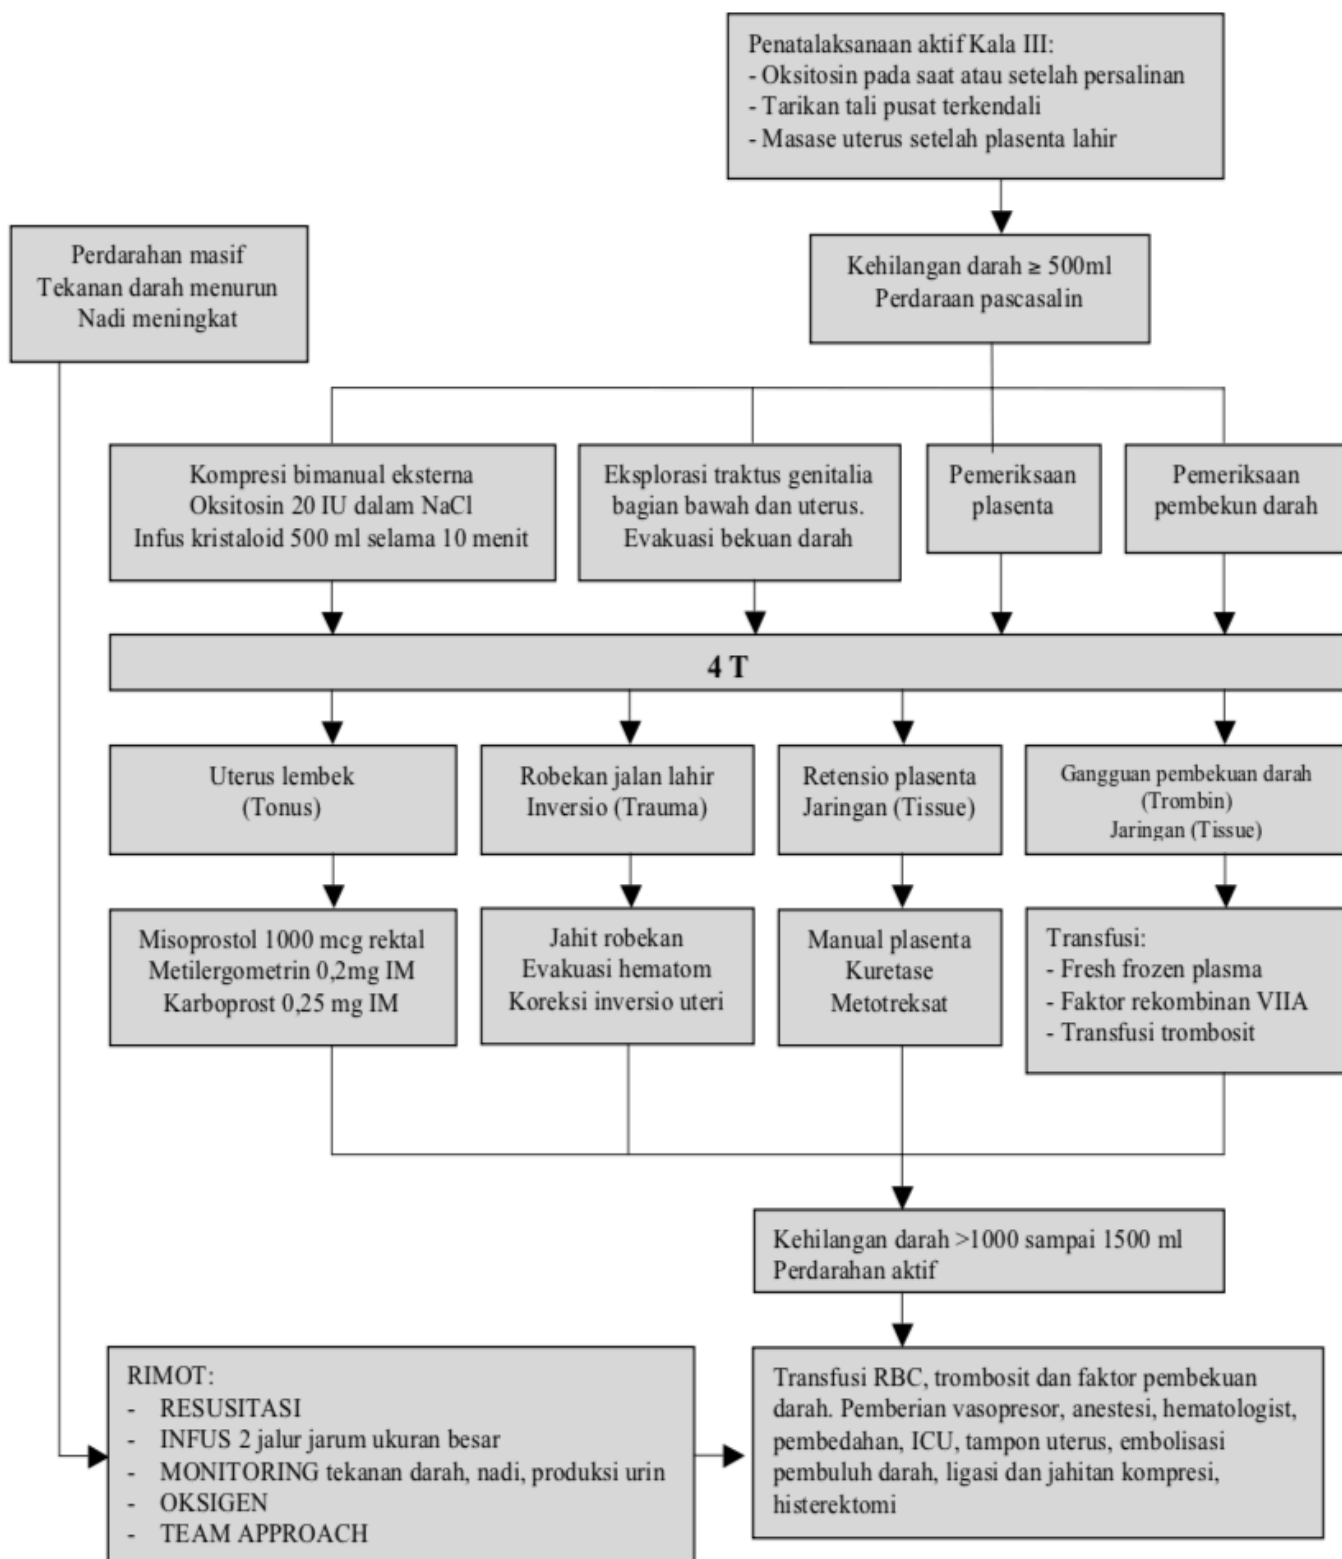 Penatalaksanaan aktif Kala III:
- Oksitosin pada saat atau setelah persalinan
- Tarikan tali pusat terkendali
- Masase uterus setelah plasenta lahir
Perdarahan masif
Tekanan darah menurun
Nadi meningkat
Kehilangan darah ≥ 500ml
Perdaraan pascasalin
Kompresi bimanual eksterna
Oksitosin 20 IU dalam NaCl
Infus kristaloid 500 ml selama 10 menit
Eksplorasi traktus genitalia
bagian bawah dan uterus.
Evakuasi bekuan darah
Pemeriksaan
plasenta
Pemeriksaan
pembekun darah
4 T
Uterus lembek
(Tonus)
Robekan jalan lahir
Inversio (Trauma)
Retensio plasenta
Jaringan (Tissue)
Gangguan pembekuan darah
(Trombin)
Jaringan (Tissue)
Misoprostol 1000 mcg rektal
Metilergometrin 0,2mg IM
Karboprost 0,25 mg IM
Jahit robekan
Evakuasi hematom
Koreksi inversio uteri
Manual plasenta
Kuretase
Metotreksat
Transfusi:
- Fresh frozen plasma
- Faktor rekombinan VIIA
- Transfusi trombosit
Kehilangan darah >1000 sampai 1500 ml
Perdarahan aktif
RIMOT:
- RESUSITASI
- INFUS 2 jalur jarum ukuran besar
- MONITORING tekanan darah, nadi, produksi urin
- OKSIGEN
- TEAM APPROACH
Transfusi RBC, trombosit dan faktor pembekuan
darah. Pemberian vasopresor, anestesi, hematologist,
pembedahan, ICU, tampon uterus, embolisasi
pembuluh darah, ligasi dan jahitan kompresi,
histerektomi